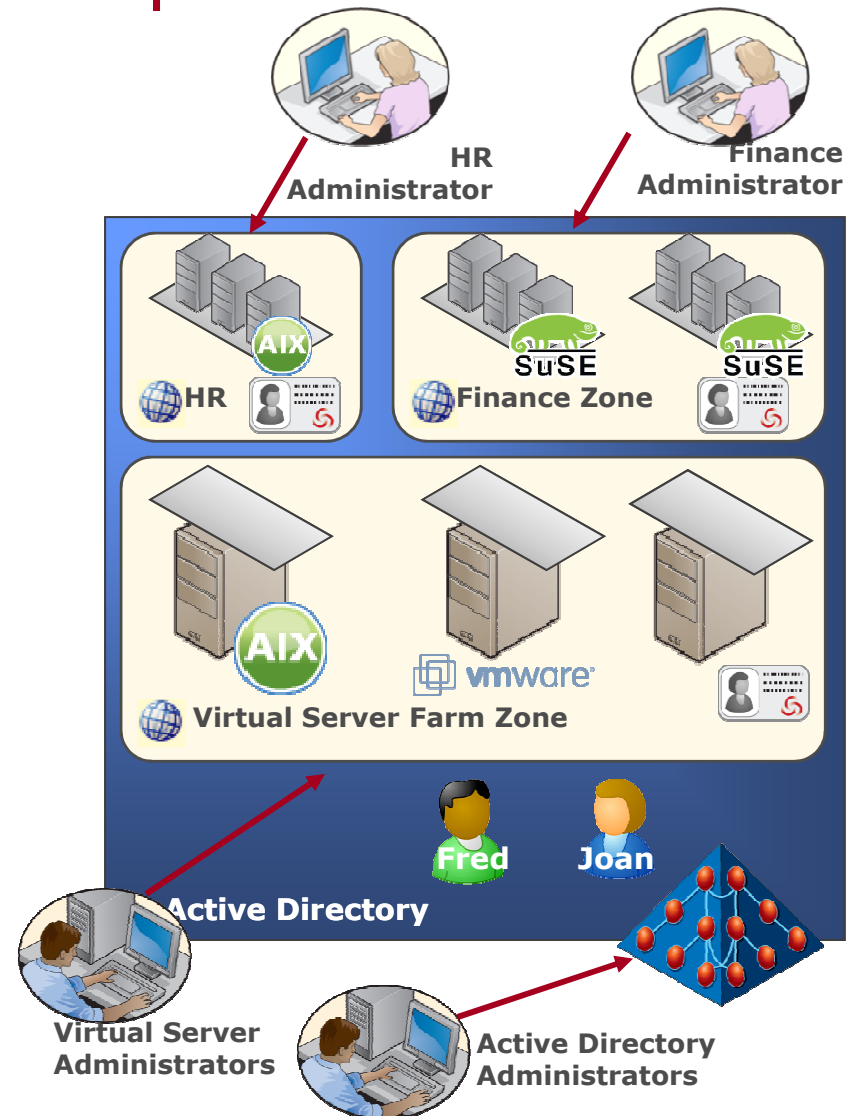 HR
Administrator
Finance
Administrator
AIX
SuSE
SuSE
HR
Finance Zone
AIX
vmware
Virtual Server Farm Zone
Fred
Joan
Active Directory
Virtual Server
Administrators
Active Directory
Administrators